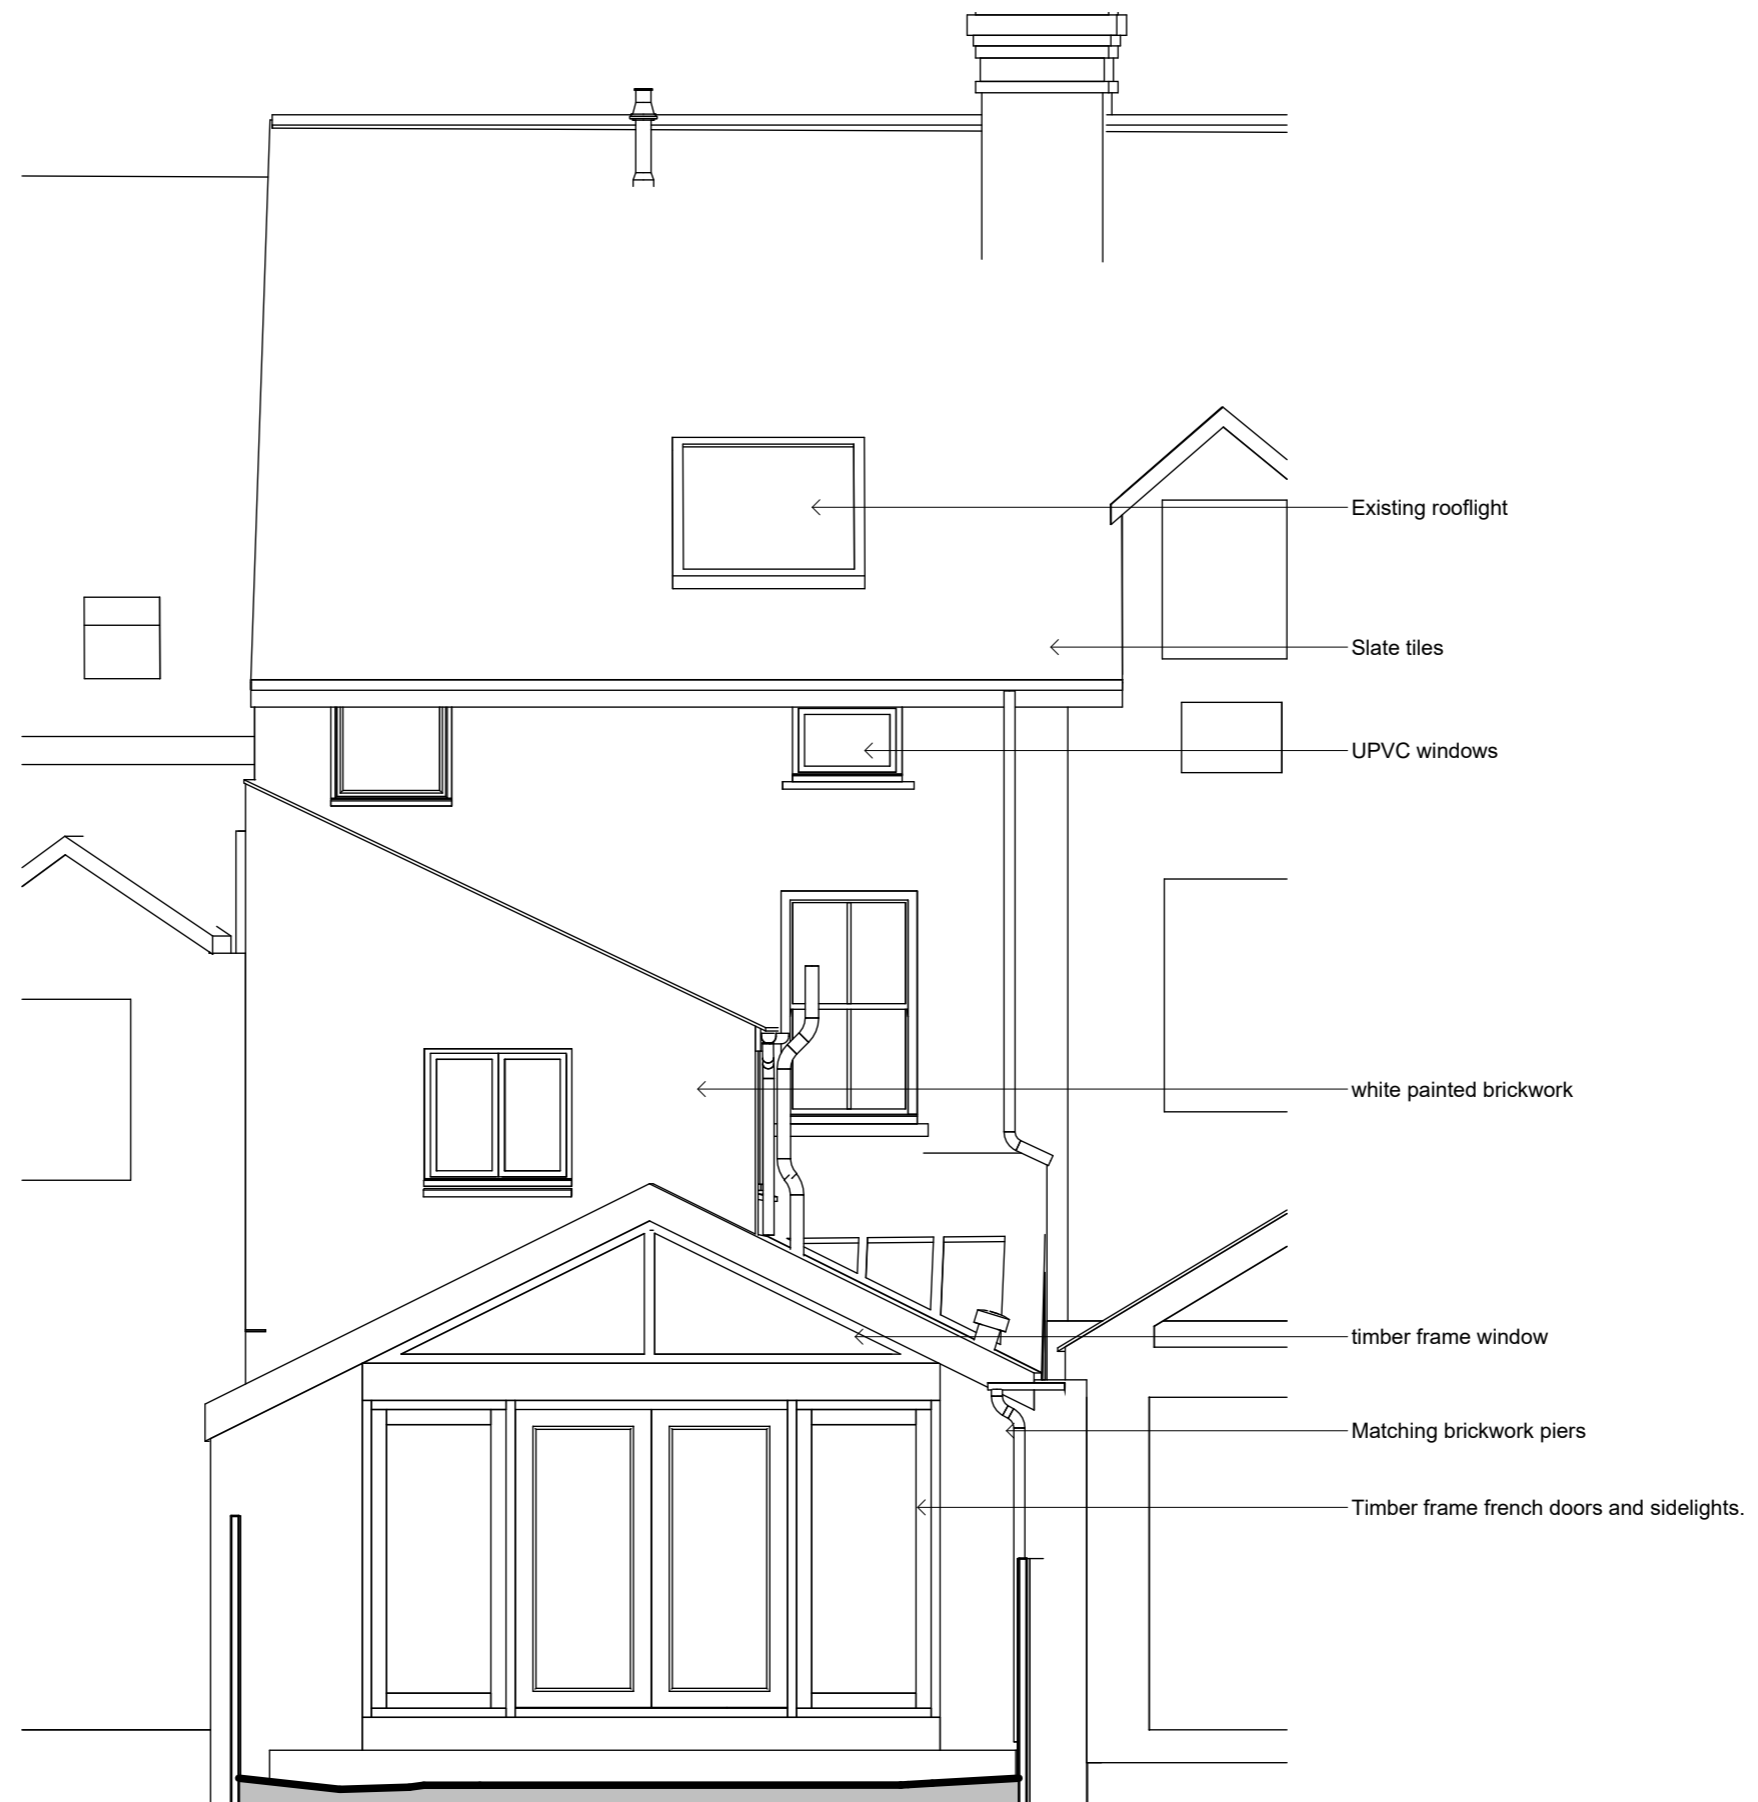 Existing rooflight
Slate tiles
UPVC windows
white painted brickwork
timber frame window
Matching brickwork piers
Timber frame french doors and sidelights.